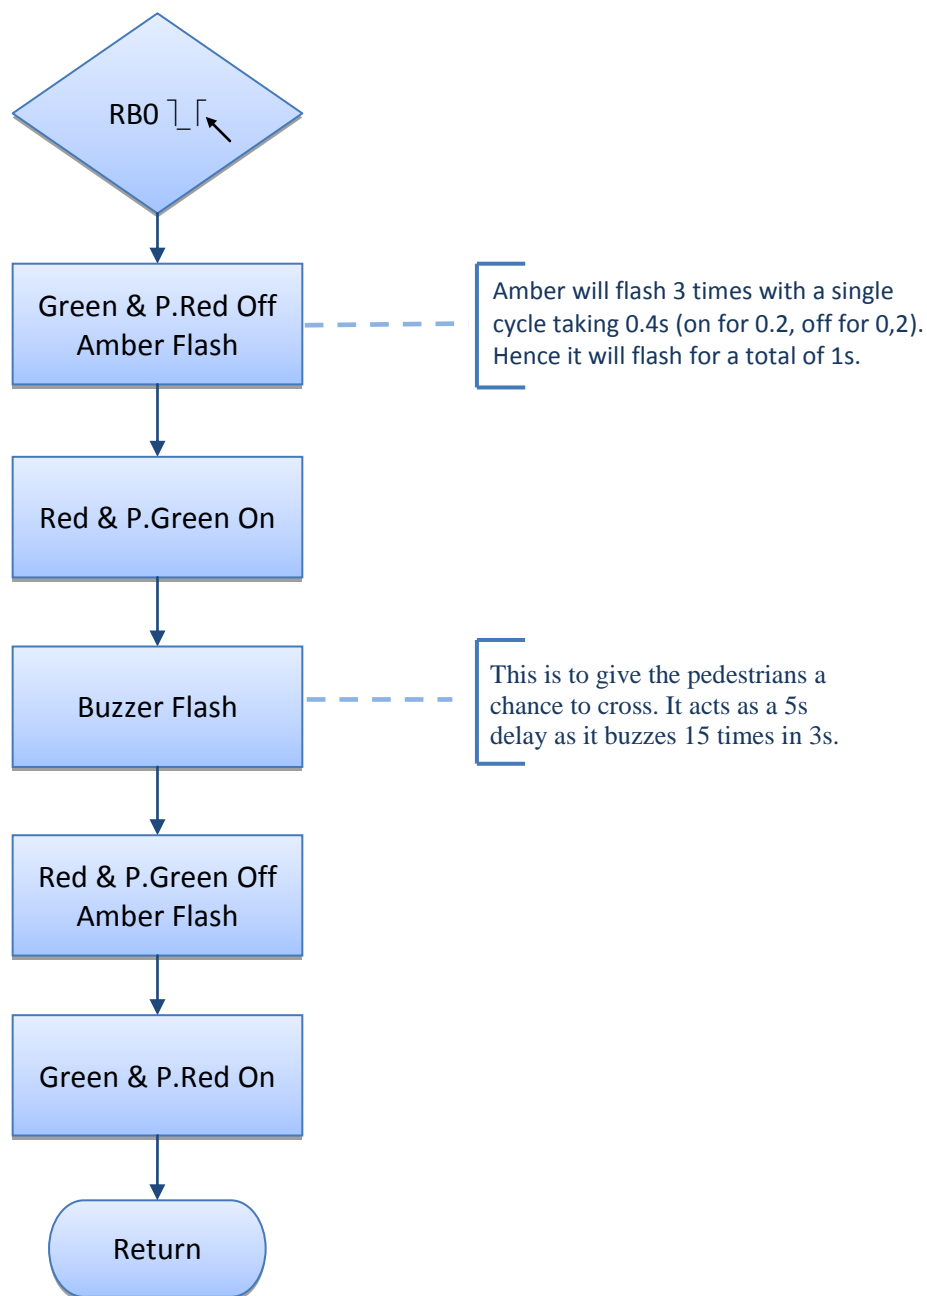 RB0
Green & P.Red Off
Amber Flash
Amber will flash 3 times with a single
cycle taking 0.4s (on for 0.2, off for 0,2).
Hence it will flash for a total of 1s.
Red & P.Green On
Buzzer Flash
This is to give the pedestrians a
chance to cross. It acts as a 5s
delay as it buzzes 15 times in 3s.
Red & P.Green Off
Amber Flash
Green & P.Red On
Return